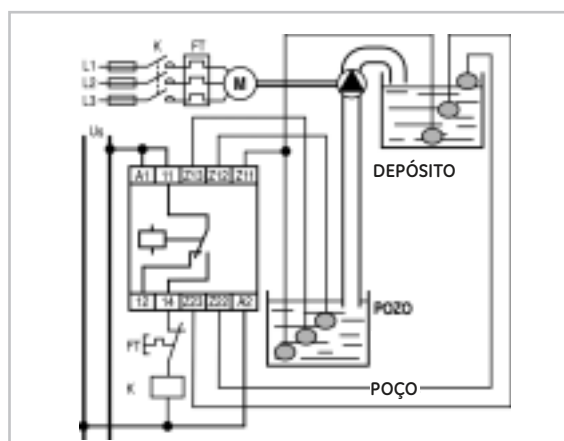 K FT
L1
L2
L3
M
Us
A1 11 Z13 Z12 Z11
DEPÓSITO
12 14 Z23 Z22 A2
POZO
FT
K
POÇO